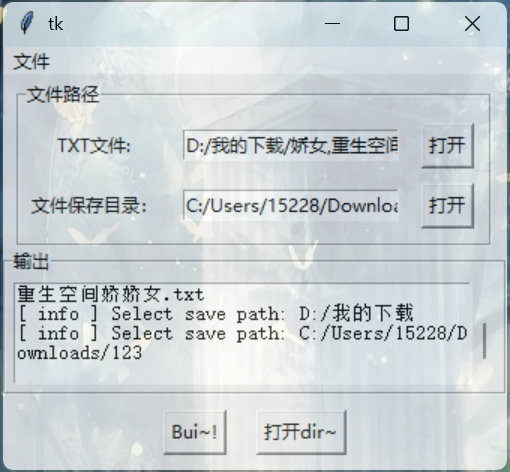 tk
文件
文件路径
TXT文件: D:/我的下载/娇女,重生空间 打开
文件保存目录: C:/Users/15228/Downloa 打开
输出
重生空间娇娇女.txt
[ info ] Select save path: D:/我的下载
[ info ] Select save path: C:/Users/15228/D
ownloads/123
Bui~! 打开dir~